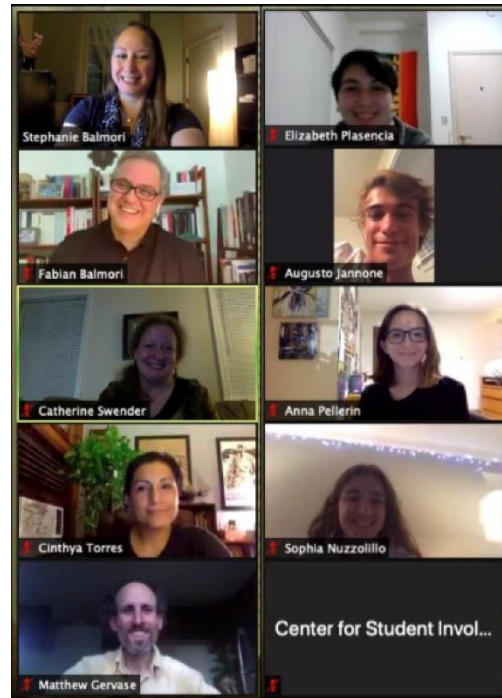 Stephanie Balmori
Elizabeth Plasencia
Fabian Balmori
Augusto Jannone
Catherine Swender
Anna Pellerin
Cinthya Torres
Sophia Nuzzolillo
Matthew Gervase
Center for Student Invol...